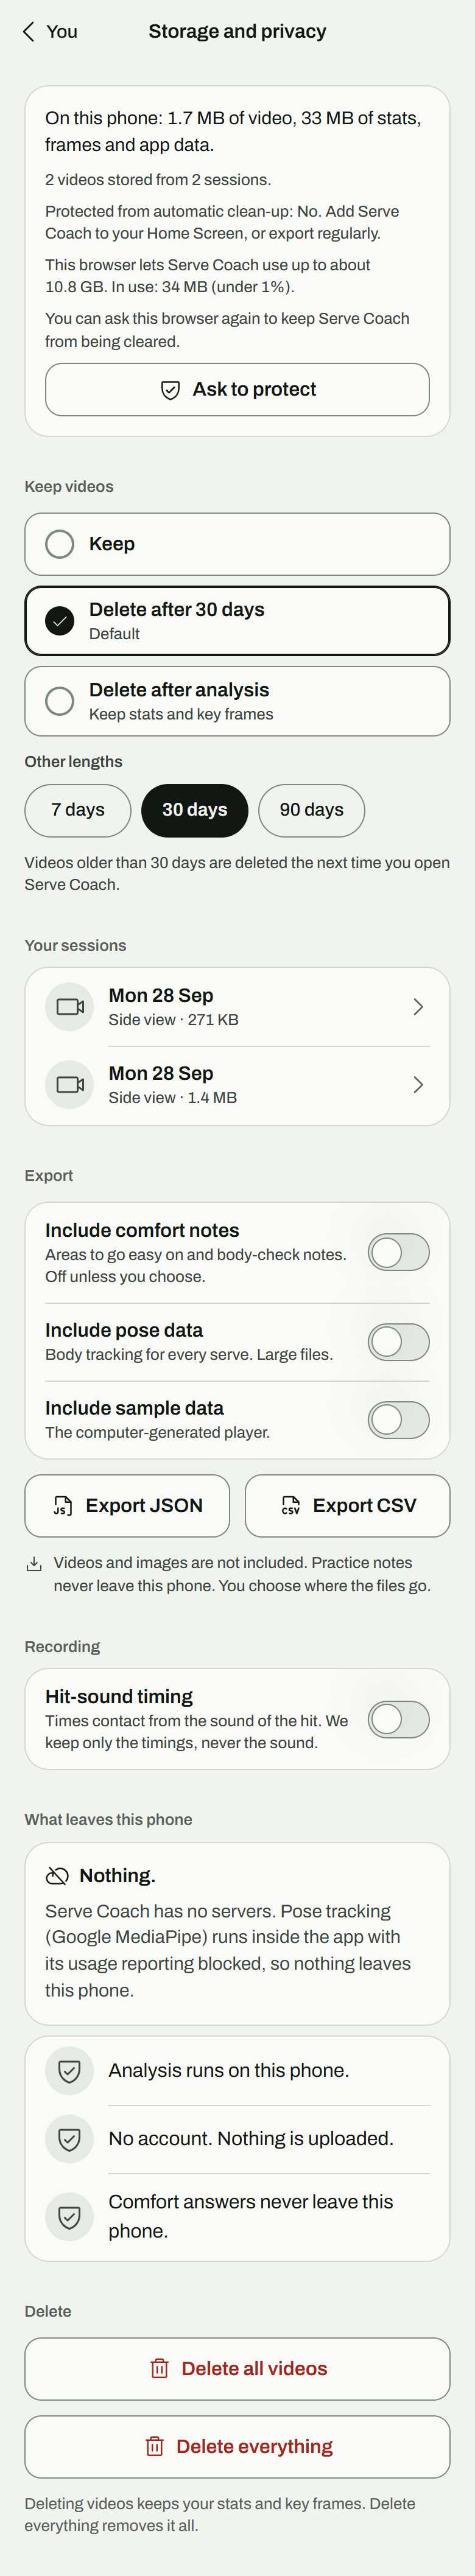 You
Storage and privacy
On this phone: 1.7 MB of video, 33 MB of stats,
frames and app data.
2 videos stored from 2 sessions.
Protected from automatic clean-up: No. Add Serve
Coach to your Home Screen, or export regularly.
This browser lets Serve Coach use up to about
10.8 GB. In use: 34 MB (under 1%).
You can ask this browser again to keep Serve Coach
from being cleared.
Ask to protect
Keep videos
Keep
Delete after 30 days
Default
Delete after analysis
Keep stats and key frames
Other lengths
7 days
30 days
90 days
Videos older than 30 days are deleted the next time you open
Serve Coach.
Your sessions
Mon 28 Sep
Side view · 271 KB
Mon 28 Sep
Side view · 1.4 MB
Export
Include comfort notes
Areas to go easy on and body-check notes.
Off unless you choose.
Include pose data
Body tracking for every serve. Large files.
Include sample data
The computer-generated player.
JS
Export JSON
CSV
Export CSV
Videos and images are not included. Practice notes
never leave this phone. You choose where the files go.
Recording
Hit-sound timing
Times contact from the sound of the hit. We
keep only the timings, never the sound.
What leaves this phone
Nothing.
Serve Coach has no servers. Pose tracking
(Google MediaPipe) runs inside the app with
its usage reporting blocked, so nothing leaves
this phone.
Analysis runs on this phone.
No account. Nothing is uploaded.
Comfort answers never leave this
phone.
Delete
Delete all videos
Delete everything
Deleting videos keeps your stats and key frames. Delete
everything removes it all.